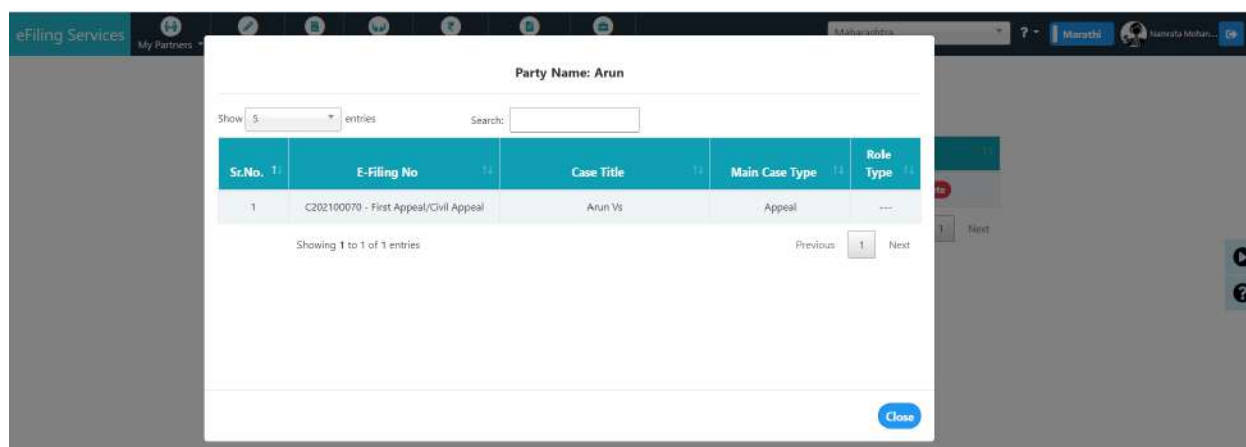 eFiling Services
My Partners
Maharashtra
?
Marathi
Namrata Mohan...
Party Name: Arun
Show 5 entries
Search:
Sr.No. E-Filing No Case Title Main Case Type Role Type
1 C202100070 - First Appeal/Civil Appeal Arun Vs Appeal ---
Showing 1 to 1 of 1 entries
Previous 1 Next
1 Next
Close